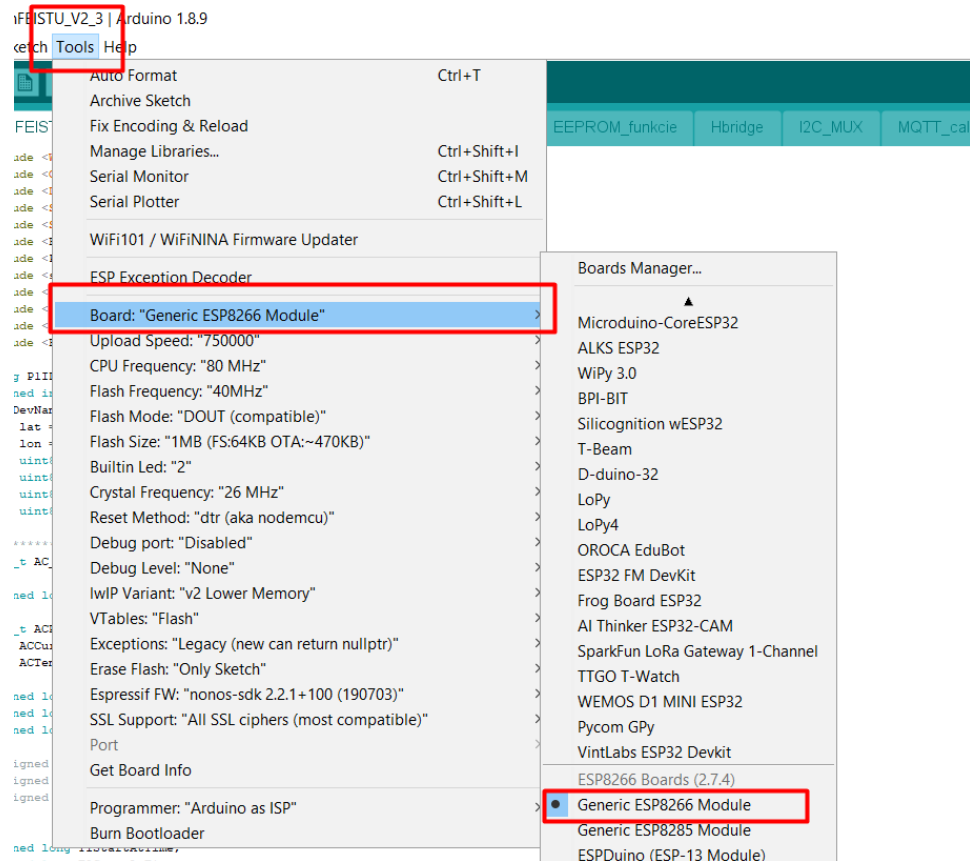 FEISTU_V2_3 | Arduino 1.8.9
Tools Help
Auto Format Ctrl+T
Archive Sketch
Fix Encoding & Reload
Manage Libraries... Ctrl+Shift+I
Serial Monitor Ctrl+Shift+M
Serial Plotter Ctrl+Shift+L
WiFi101 / WiFiNINA Firmware Updater
ESP Exception Decoder
Board: "Generic ESP8266 Module"
Upload Speed: "750000"
CPU Frequency: "80 MHz"
Flash Frequency: "40MHz"
Flash Mode: "DOUT (compatible)"
Flash Size: "1MB (FS:64KB OTA:~470KB)"
Builtin Led: "2"
Crystal Frequency: "26 MHz"
Reset Method: "dtr (aka nodemcu)"
Debug port: "Disabled"
Debug Level: "None"
lwIP Variant: "v2 Lower Memory"
VTables: "Flash"
Exceptions: "Legacy (new can return nullptr)"
Erase Flash: "Only Sketch"
Espressif FW: "nonos-sdk 2.2.1+100 (190703)"
SSL Support: "All SSL ciphers (most compatible)"
Port
Get Board Info
Programmer: "Arduino as ISP"
Burn Bootloader
EEPROM_funkcie Hbridge I2C_MUX MQTT_cal
Boards Manager...
Microduino-CoreESP32
ALKS ESP32
WiPy 3.0
BPI-BIT
Silicognition wESP32
T-Beam
D-duino-32
LoPy
LoPy4
OROCA EduBot
ESP32 FM DevKit
Frog Board ESP32
AI Thinker ESP32-CAM
SparkFun LoRa Gateway 1-Channel
TTGO T-Watch
WEMOS D1 MINI ESP32
Pycom GPy
VintLabs ESP32 Devkit
ESP8266 Boards (2.7.4)
Generic ESP8266 Module
Generic ESP8285 Module
ESPDuino (ESP-13 Module)